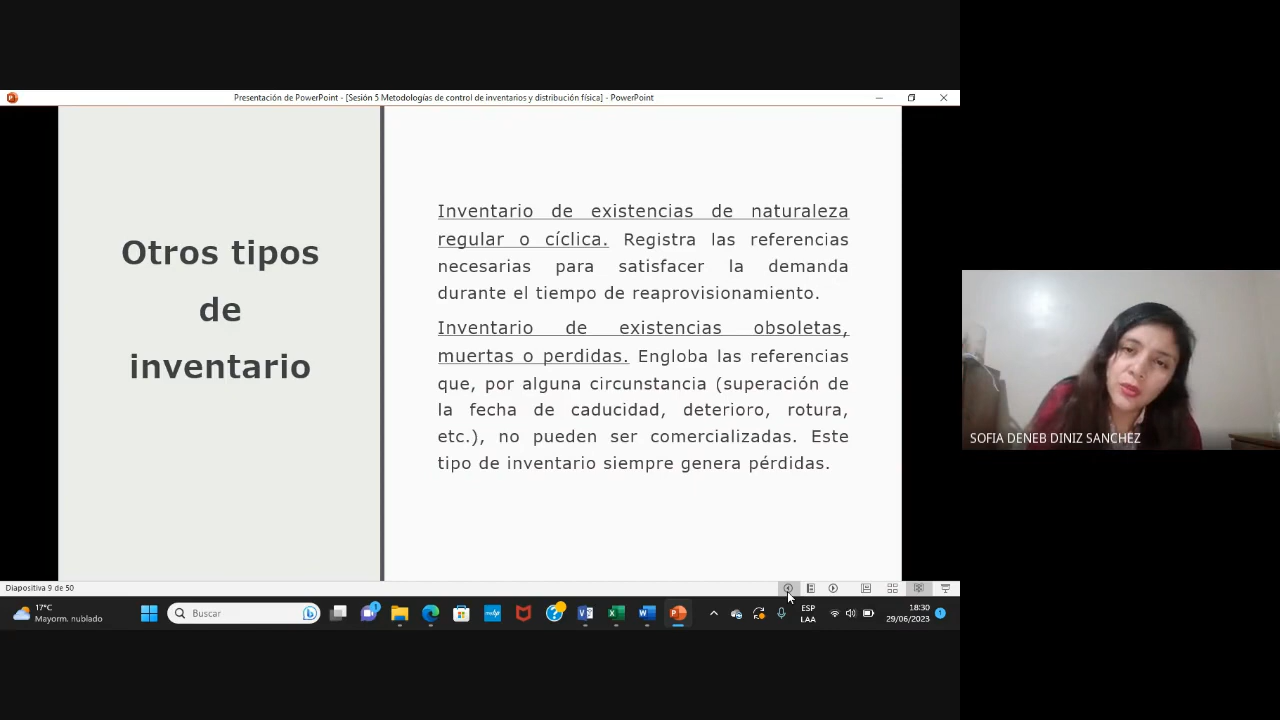 Presentación de PowerPoint - [Sesión 5 Metodologías de control de inventarios y distribución física] - PowerPoint
Otros tipos
de
inventario
Inventario de existencias de naturaleza
regular o cíclica. Registra las referencias
necesarias para satisfacer la demanda
durante el tiempo de reaprovisionamiento.
Inventario de existencias obsoletas,
muertas o perdidas. Engloba las referencias
que, por alguna circunstancia (superación de
la fecha de caducidad, deterioro, rotura,
etc.), no pueden ser comercializadas. Este
tipo de inventario siempre genera pérdidas.
SOFIA DENEB DINIZ SANCHEZ
Diapositiva 9 de 50
17°C
Mayorm. nublado
Buscar
ESP
LAA
18:30
29/06/2023